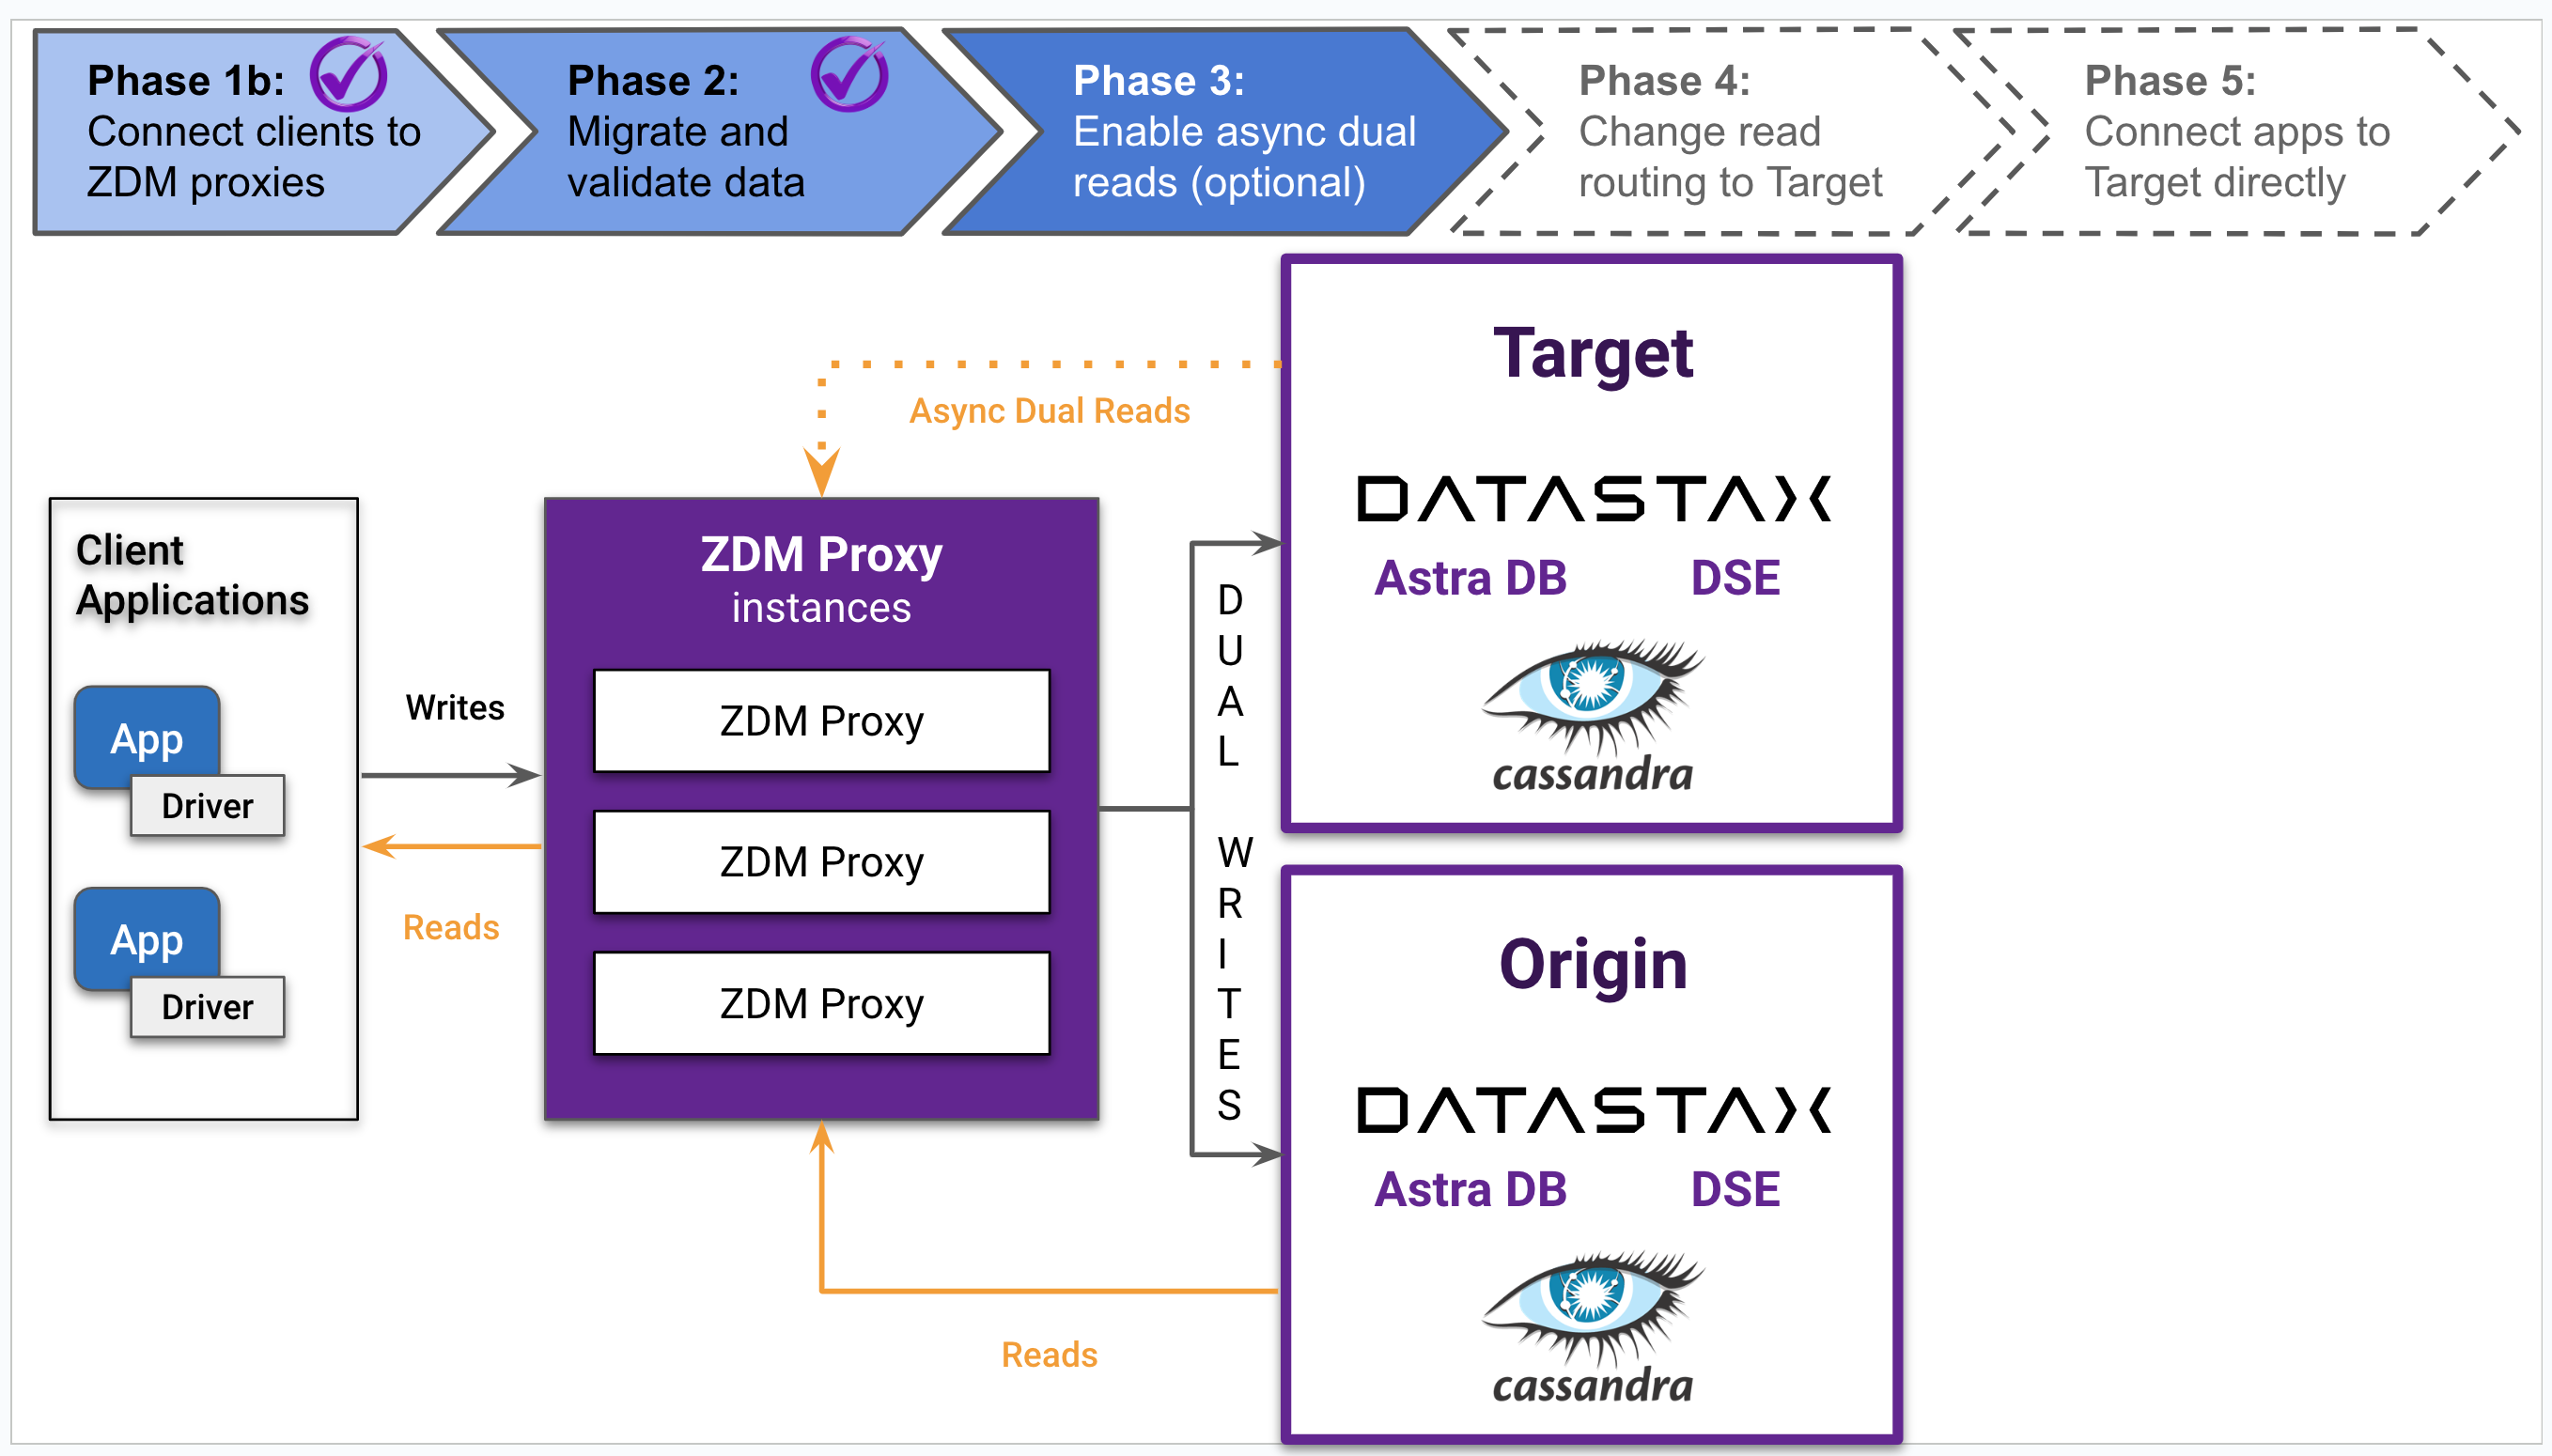 Phase 1b:
Connect clients to
ZDM proxies
Phase 2:
Migrate and
validate data
Phase 3:
Enable async dual
reads (optional)
Phase 4:
Change read
routing to Target
Phase 5:
Connect apps to
Target directly
Client
Applications
App
Driver
App
Driver
Writes
Reads
Async Dual Reads
ZDM Proxy
instances
ZDM Proxy
ZDM Proxy
ZDM Proxy
Reads
DUAL WRITES
Target
DATASTAX
Astra DB DSE
cassandra
Origin
DATASTAX
Astra DB DSE
cassandra